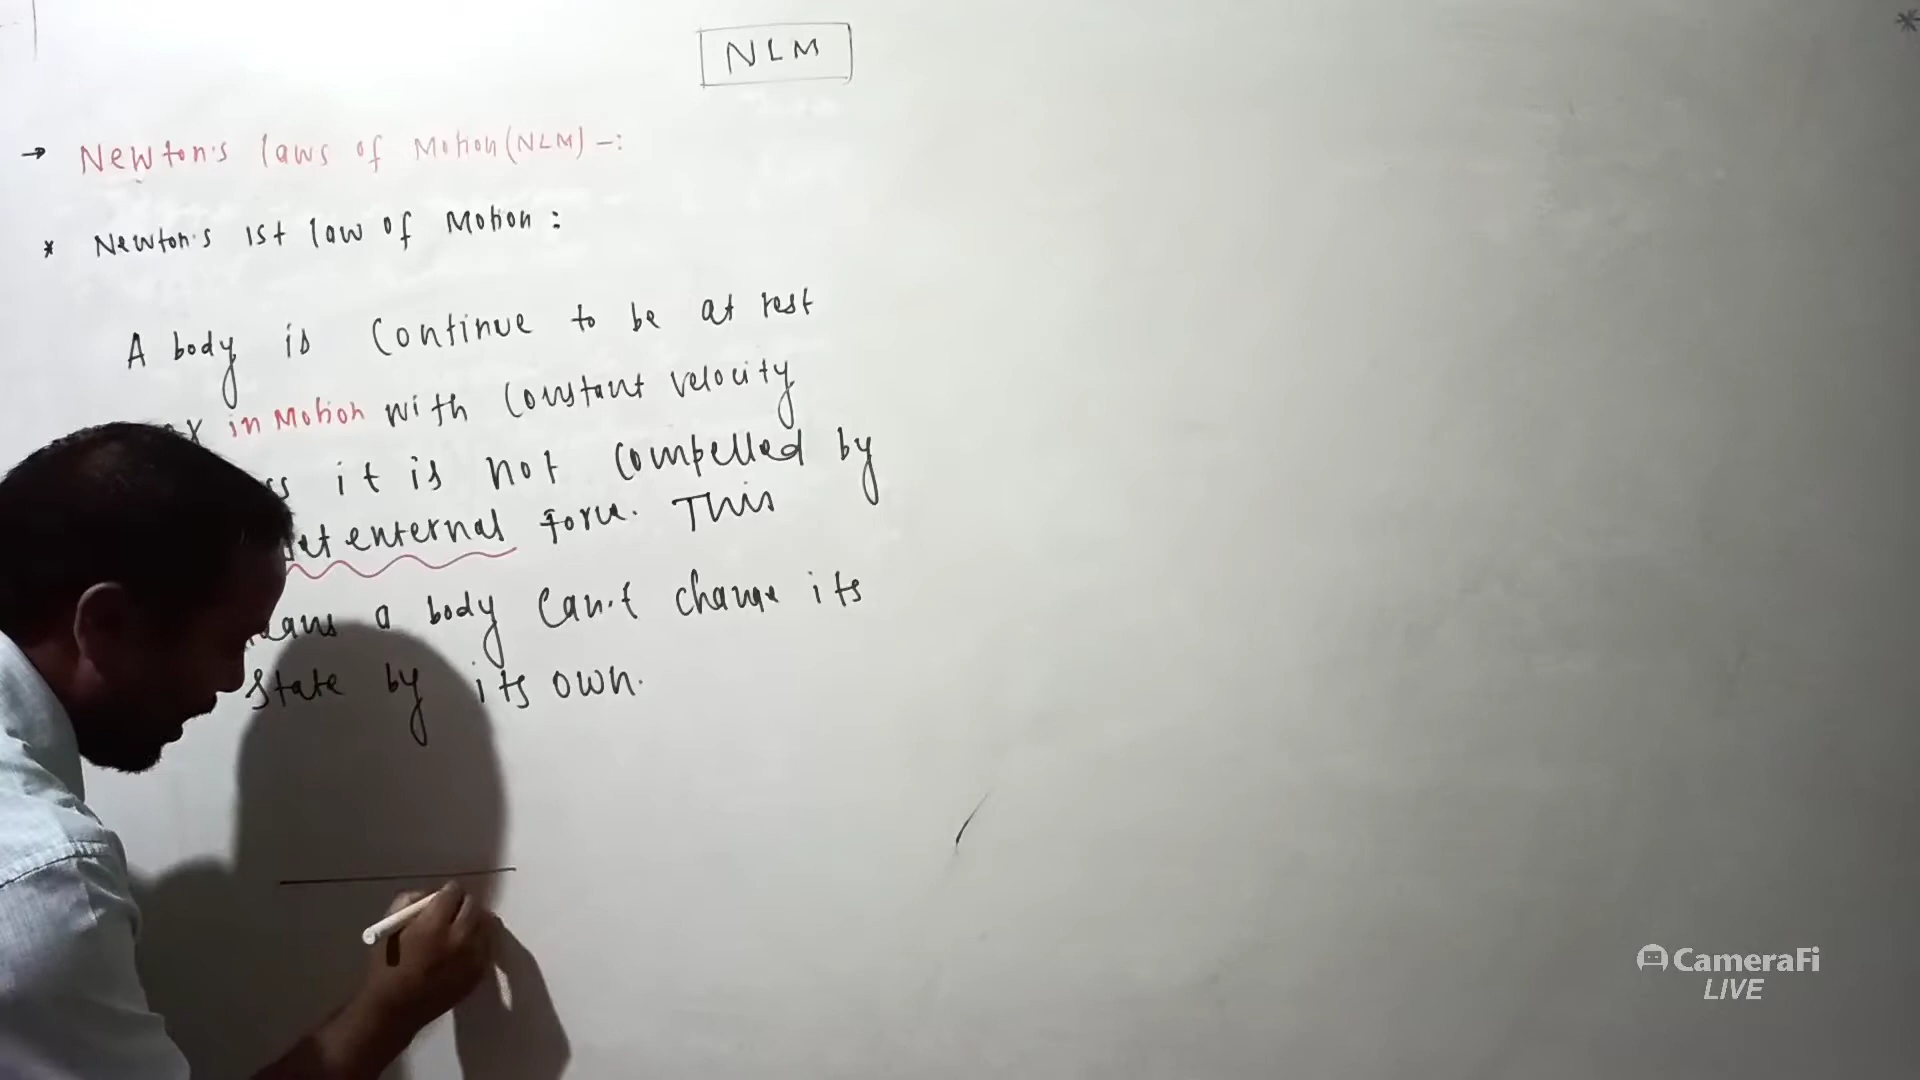 NLM
→ Newton's laws of Motion (NLM) -:
* Newton's 1st law of Motion :
A body is Continue to be at rest
in Motion with Constant velocity
it is not Compelled by
enternal force. This
a body Can't change its
State by its own.
CameraFi
LIVE